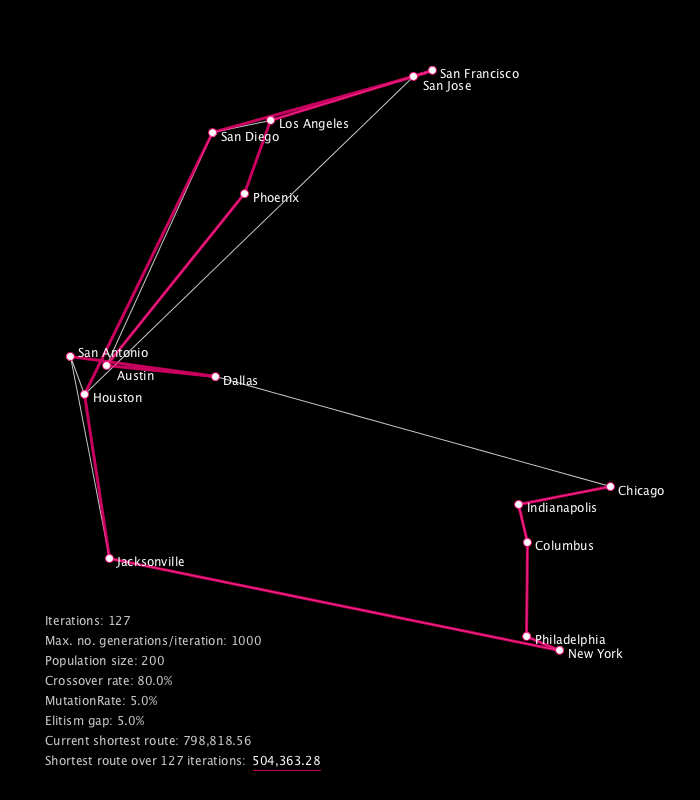 San Francisco
San Jose
Los Angeles
San Diego
Phoenix
San Antonio
Austin
Dallas
Houston
Chicago
Indianapolis
Columbus
Jacksonville
Philadelphia
New York
Iterations: 127
Max. no. generations/iteration: 1000
Population size: 200
Crossover rate: 80.0%
MutationRate: 5.0%
Elitism gap: 5.0%
Current shortest route: 798,818.56
Shortest route over 127 iterations: 504,363.28